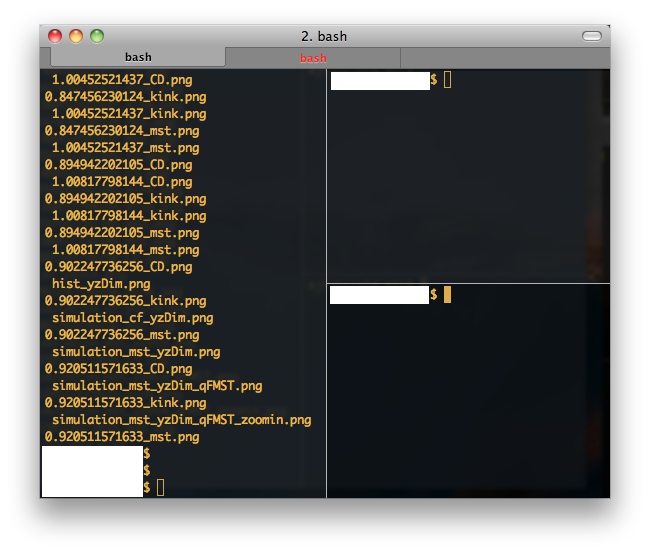 2. bash
bash
bash
1.00452521437_CD.png
0.847456230124_kink.png
1.00452521437_kink.png
0.847456230124_mst.png
1.00452521437_mst.png
0.894942202105_CD.png
1.00817798144_CD.png
0.894942202105_kink.png
1.00817798144_kink.png
0.894942202105_mst.png
1.00817798144_mst.png
0.902247736256_CD.png
hist_yzDim.png
0.902247736256_kink.png
simulation_cf_yzDim.png
0.902247736256_mst.png
simulation_mst_yzDim.png
0.920511571633_CD.png
simulation_mst_yzDim_qFMST.png
0.920511571633_kink.png
simulation_mst_yzDim_qFMST_zoomin.png
0.920511571633_mst.png
$
$
$
$
$